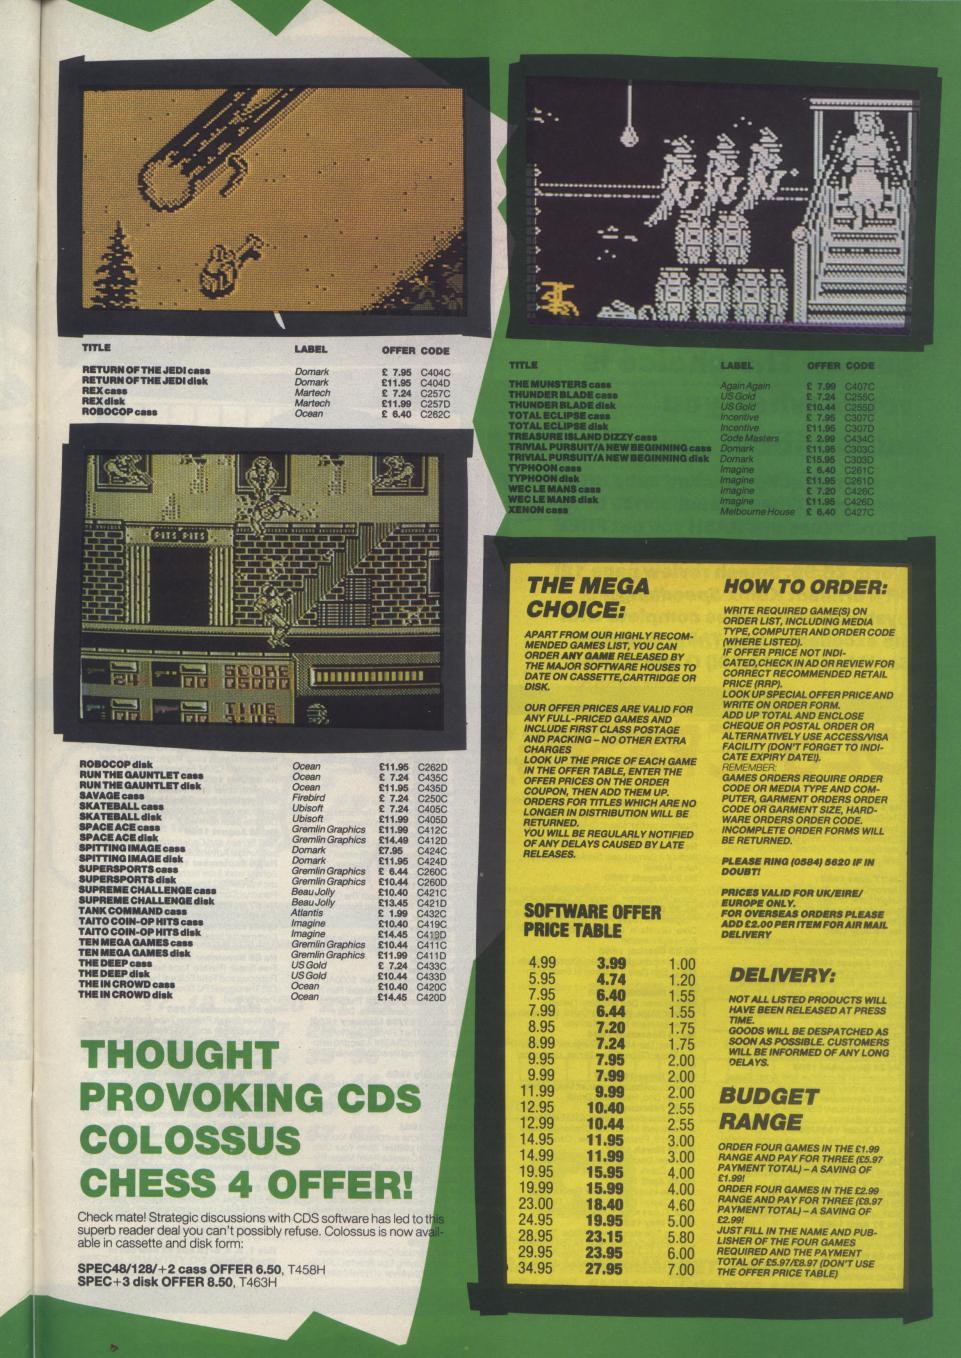 TITLE LABEL OFFER CODE
RETURN OF THE JEDI cass Domark £ 7.95 C404C
RETURN OF THE JEDI disk Domark £11.95 C404D
REX cass Martech £ 7.24 C257C
REX disk Martech £11.99 C257D
ROBOCOP cass Ocean £ 6.40 C262C
PITS PITS
24 00 SCORE
05000
00 00 TIME
ROBOCOP disk Ocean £11.95 C262D
RUN THE GAUNTLET cass Ocean £ 7.24 C435C
RUN THE GAUNTLET disk Ocean £11.95 C435D
SAVAGE cass Firebird £ 7.24 C250C
SKATEBALL cass Ubisoft £ 7.24 C405C
SKATEBALL disk Ubisoft £11.99 C405D
SPACE ACE cass Gremlin Graphics £11.99 C412C
SPACE ACE disk Gremlin Graphics £14.49 C412D
SPITTING IMAGE cass Domark £7.95 C424C
SPITTING IMAGE disk Domark £11.95 C424D
SUPERSPORTS cass Gremlin Graphics £ 6.44 C260C
SUPERSPORTS disk Gremlin Graphics £10.44 C260D
SUPREME CHALLENGE cass Beau Jolly £10.40 C421C
SUPREME CHALLENGE disk Beau Jolly £13.45 C421D
TANK COMMAND cass Atlantis £ 1.99 C432C
TAITO COIN-OP HITS cass Imagine £10.40 C419C
TAITO COIN-OP HITS disk Imagine £14.45 C419D
TEN MEGA GAMES cass Gremlin Graphics £10.44 C411C
TEN MEGA GAMES disk Gremlin Graphics £11.99 C411D
THE DEEP cass US Gold £ 7.24 C433C
THE DEEP disk US Gold £10.44 C433D
THE IN CROWD cass Ocean £10.40 C420C
THE IN CROWD disk Ocean £14.45 C420D
THOUGHT
PROVOKING CDS
COLOSSUS
CHESS 4 OFFER!
Check mate! Strategic discussions with CDS software has led to this
superb reader deal you can't possibly refuse. Colossus is now avail-
able in cassette and disk form:
SPEC48/128/+2 cass OFFER 6.50, T458H
SPEC+3 disk OFFER 8.50, T463H
TITLE LABEL OFFER CODE
THE MUNSTERS cass Again Again £ 7.99 C407C
THUNDER BLADE cass US Gold £ 7.24 C255C
THUNDER BLADE disk US Gold £10.44 C255D
TOTAL ECLIPSE cass Incentive £ 7.95 C307C
TOTAL ECLIPSE disk Incentive £11.95 C307D
TREASURE ISLAND DIZZY cass Code Masters £ 2.99 C434C
TRIVIAL PURSUIT/A NEW BEGINNING cass Domark £11.95 C303C
TRIVIAL PURSUIT/A NEW BEGINNING disk Domark £15.95 C303D
TYPHOON cass Imagine £ 6.40 C261C
TYPHOON disk Imagine £11.95 C261D
WEC LE MANS cass Imagine £ 7.20 C426C
WEC LE MANS disk Imagine £11.95 C426D
XENON cass Melbourne House £ 6.40 C427C
THE MEGA
CHOICE:
APART FROM OUR HIGHLY RECOM-
MENDED GAMES LIST, YOU CAN
ORDER ANY GAME RELEASED BY
THE MAJOR SOFTWARE HOUSES TO
DATE ON CASSETTE, CARTRIDGE OR
DISK.
OUR OFFER PRICES ARE VALID FOR
ANY FULL-PRICED GAMES AND
INCLUDE FIRST CLASS POSTAGE
AND PACKING – NO OTHER EXTRA
CHARGES
LOOK UP THE PRICE OF EACH GAME
IN THE OFFER TABLE, ENTER THE
OFFER PRICES ON THE ORDER
COUPON, THEN ADD THEM UP.
ORDERS FOR TITLES WHICH ARE NO
LONGER IN DISTRIBUTION WILL BE
RETURNED.
YOU WILL BE REGULARLY NOTIFIED
OF ANY DELAYS CAUSED BY LATE
RELEASES.
SOFTWARE OFFER
PRICE TABLE
4.99 3.99 1.00
5.95 4.74 1.20
7.95 6.40 1.55
7.99 6.44 1.55
8.95 7.20 1.75
8.99 7.24 1.75
9.95 7.95 2.00
9.99 7.99 2.00
11.99 9.99 2.00
12.95 10.40 2.55
12.99 10.44 2.55
14.95 11.95 3.00
14.99 11.99 3.00
19.95 15.95 4.00
19.99 15.99 4.00
23.00 18.40 4.60
24.95 19.95 5.00
28.95 23.15 5.80
29.95 23.95 6.00
34.95 27.95 7.00
HOW TO ORDER:
WRITE REQUIRED GAME(S) ON
ORDER LIST, INCLUDING MEDIA
TYPE, COMPUTER AND ORDER CODE
(WHERE LISTED).
IF OFFER PRICE NOT INDI-
CATED, CHECK IN AD OR REVIEW FOR
CORRECT RECOMMENDED RETAIL
PRICE (RRP).
LOOK UP SPECIAL OFFER PRICE AND
WRITE ON ORDER FORM.
ADD UP TOTAL AND ENCLOSE
CHEQUE OR POSTAL ORDER OR
ALTERNATIVELY USE ACCESS/VISA
FACILITY (DON'T FORGET TO INDI-
CATE EXPIRY DATE!).
REMEMBER:
GAMES ORDERS REQUIRE ORDER
CODE OR MEDIA TYPE AND COM-
PUTER, GARMENT ORDERS ORDER
CODE OR GARMENT SIZE, HARD-
WARE ORDERS ORDER CODE.
INCOMPLETE ORDER FORMS WILL
BE RETURNED.
PLEASE RING (0584) 5620 IF IN
DOUBT!
PRICES VALID FOR UK/EIRE/
EUROPE ONLY.
FOR OVERSEAS ORDERS PLEASE
ADD £2.00 PER ITEM FOR AIR MAIL
DELIVERY
DELIVERY:
NOT ALL LISTED PRODUCTS WILL
HAVE BEEN RELEASED AT PRESS
TIME.
GOODS WILL BE DESPATCHED AS
SOON AS POSSIBLE. CUSTOMERS
WILL BE INFORMED OF ANY LONG
DELAYS.
BUDGET
RANGE
ORDER FOUR GAMES IN THE £1.99
RANGE AND PAY FOR THREE (£5.97
PAYMENT TOTAL) – A SAVING OF
£1.99!
ORDER FOUR GAMES IN THE £2.99
RANGE AND PAY FOR THREE (£8.97
PAYMENT TOTAL) – A SAVING OF
£2.99!
JUST FILL IN THE NAME AND PUB-
LISHER OF THE FOUR GAMES
REQUIRED AND THE PAYMENT
TOTAL OF £5.97/£8.97 (DON'T USE
THE OFFER PRICE TABLE)